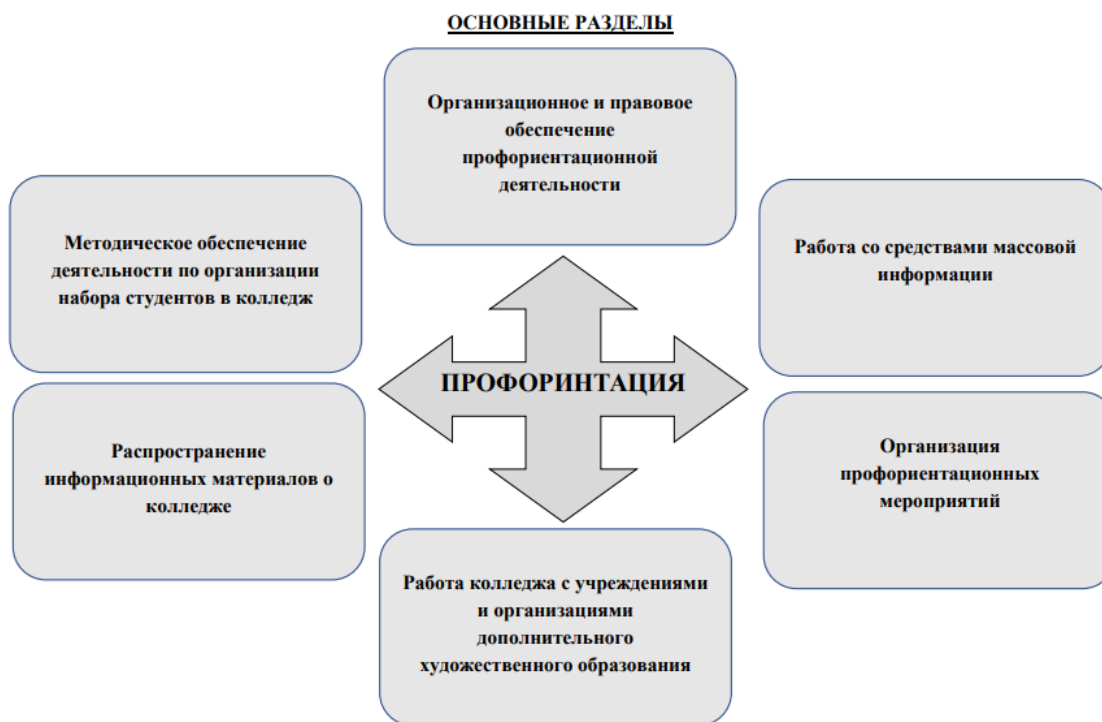 ОСНОВНЫЕ РАЗДЕЛЫ
Организационное и правовое
обеспечение
профориентационной
деятельности
Методическое обеспечение
деятельности по организации
набора студентов в колледж
Работа со средствами массовой
информации
ПРОФОРИНТАЦИЯ
Распространение
информационных материалов о
колледже
Организация
профориентационных
мероприятий
Работа колледжа с учреждениями
и организациями
дополнительного
художественного образования